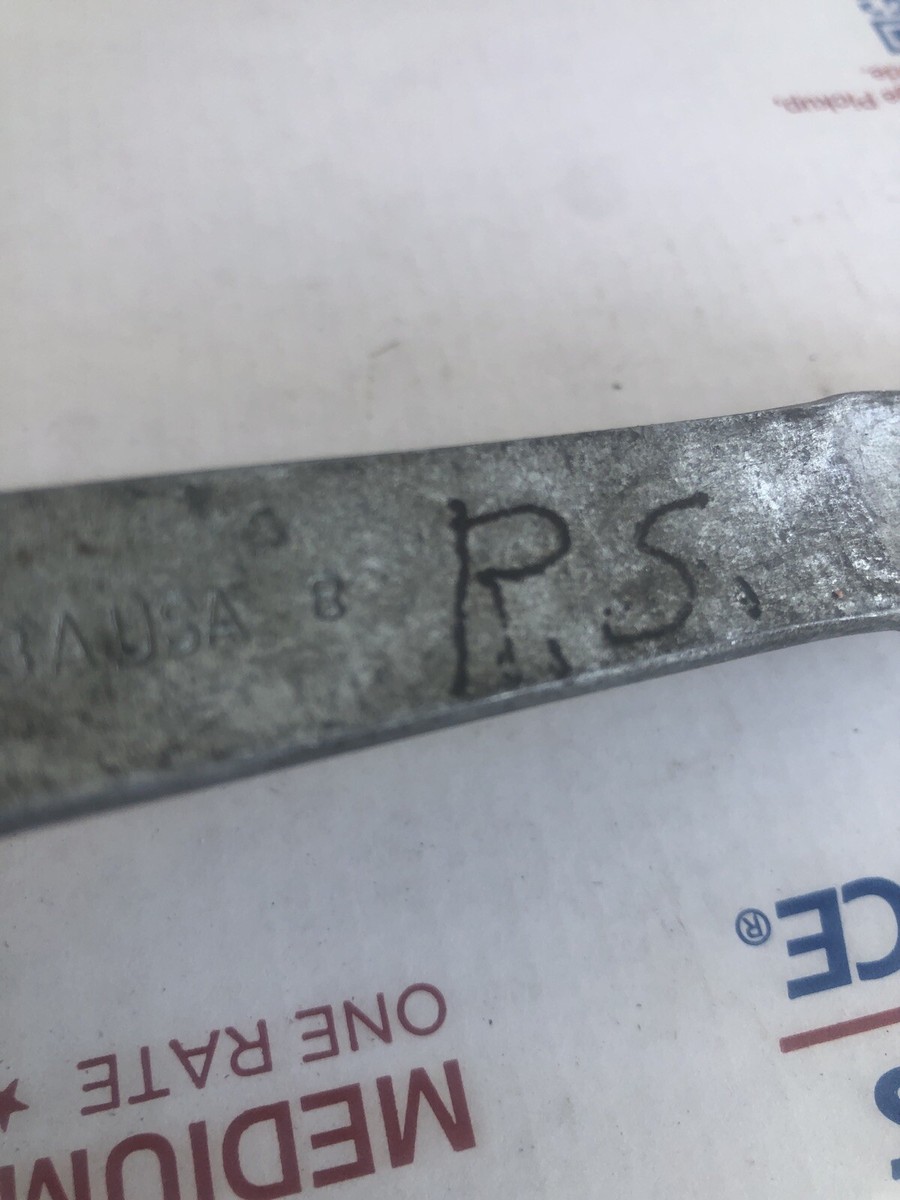 Pickup.
USA 8
R.S.
CE®
ONE RATE ★
MEDIUM